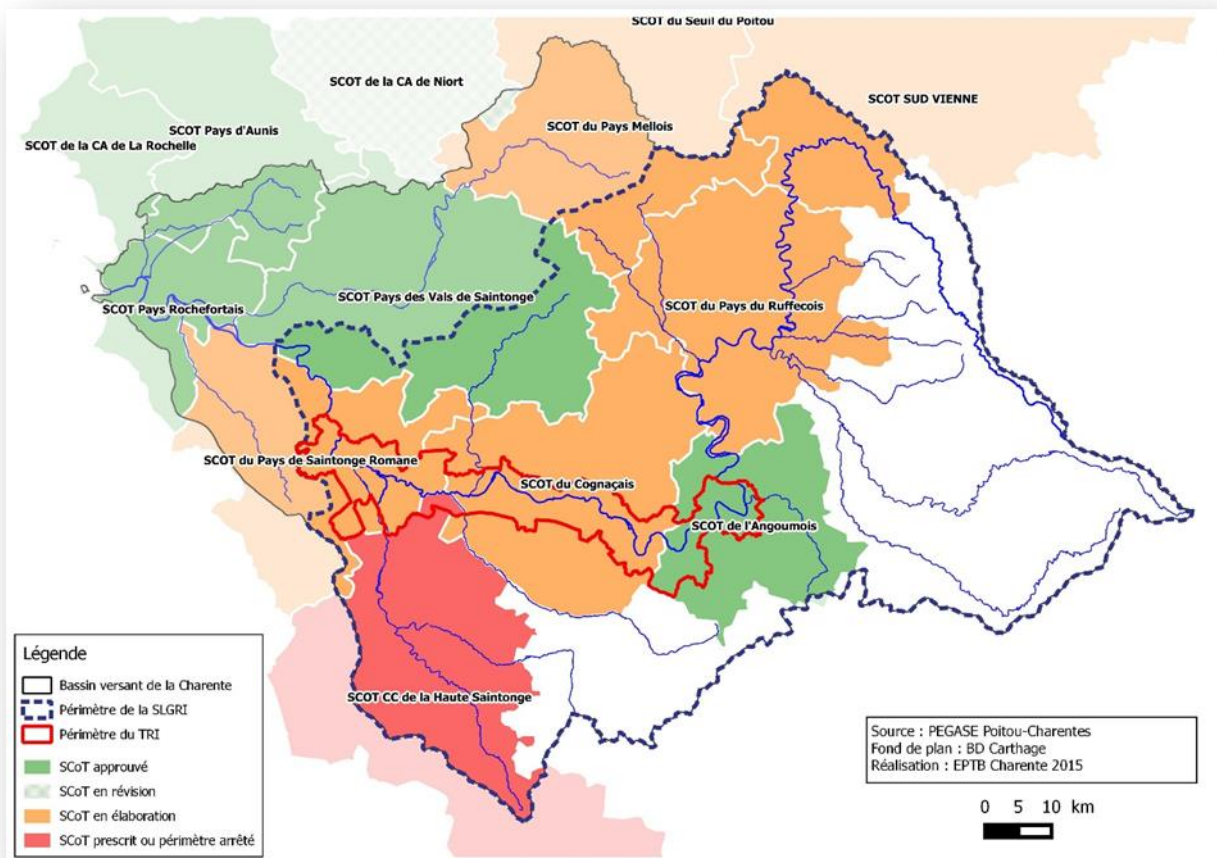 SCOT du Seuil du Poitou
SCOT de la CA de Niort
SCOT SUD VIENNE
SCOT du Pays Mellois
SCOT Pays d'Aunis
SCOT de la CA de La Rochelle
SCOT Pays des Vals de Saintonge
SCOT Pays Rochefortais
SCOT du Pays du Ruffecois
SCOT du Pays de Saintonge Romane
SCOT du Cognaçais
SCOT de l'Angoumois
SCOT CC de la Haute Saintonge
Légende
Bassin versant de la Charente
Périmètre de la SLGRI
Périmètre du TRI
SCoT approuvé
SCoT en révision
SCoT en élaboration
SCoT prescrit ou périmètre arrêté
Source : PEGASE Poitou-Charentes
Fond de plan : BD Carthage
Réalisation : EPTB Charente 2015
0 5 10 km